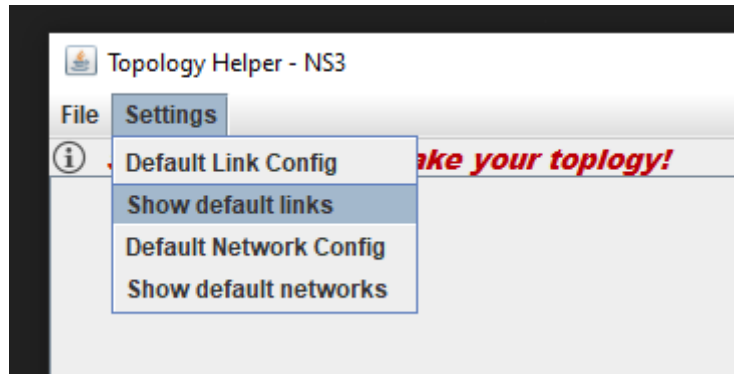 Topology Helper - NS3
File Settings
ake your toplogy!
Default Link Config
Show default links
Default Network Config
Show default networks